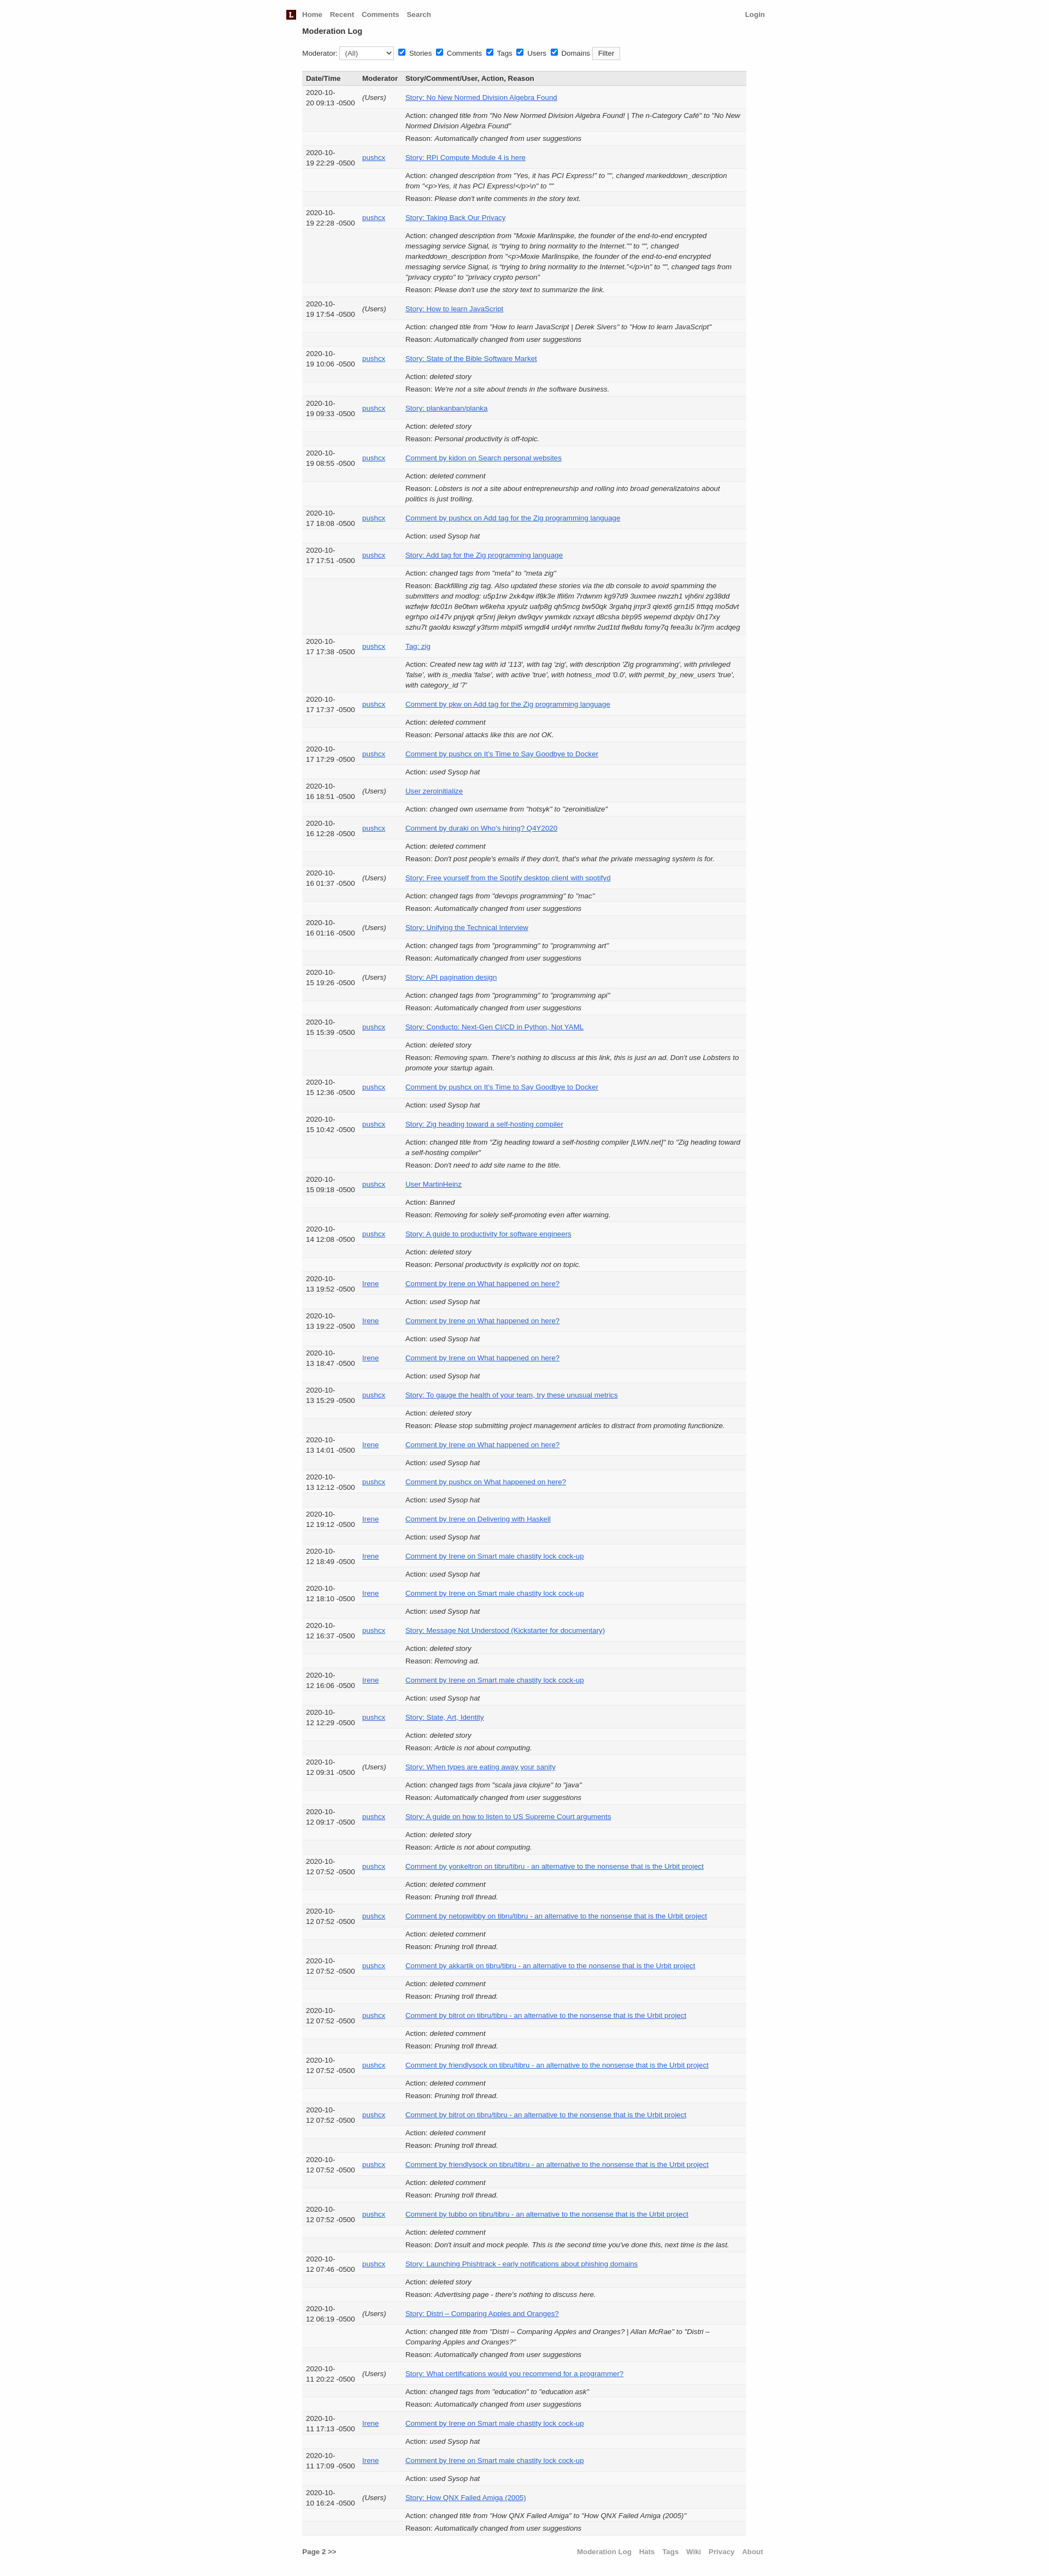 L Home Recent Comments Search Login
Moderation Log
Moderator: (All) Stories Comments Tags Users Domains Filter
Date/Time Moderator Story/Comment/User, Action, Reason
2020-10-
20 09:13 -0500 (Users) Story: No New Normed Division Algebra Found
Action: changed title from "No New Normed Division Algebra Found! | The n-Category Café" to "No New
Normed Division Algebra Found"
Reason: Automatically changed from user suggestions
2020-10-
19 22:29 -0500 pushcx Story: RPi Compute Module 4 is here
Action: changed description from "Yes, it has PCI Express!" to "", changed markeddown_description
from "<p>Yes, it has PCI Express!</p>\n" to ""
Reason: Please don't write comments in the story text.
2020-10-
19 22:28 -0500 pushcx Story: Taking Back Our Privacy
Action: changed description from "Moxie Marlinspike, the founder of the end-to-end encrypted
messaging service Signal, is “trying to bring normality to the Internet.”" to "", changed
markeddown_description from "<p>Moxie Marlinspike, the founder of the end-to-end encrypted
messaging service Signal, is “trying to bring normality to the Internet.”</p>\n" to "", changed tags from
"privacy crypto" to "privacy crypto person"
Reason: Please don't use the story text to summarize the link.
2020-10-
19 17:54 -0500 (Users) Story: How to learn JavaScript
Action: changed title from "How to learn JavaScript | Derek Sivers" to "How to learn JavaScript"
Reason: Automatically changed from user suggestions
2020-10-
19 10:06 -0500 pushcx Story: State of the Bible Software Market
Action: deleted story
Reason: We're not a site about trends in the software business.
2020-10-
19 09:33 -0500 pushcx Story: plankanban/planka
Action: deleted story
Reason: Personal productivity is off-topic.
2020-10-
19 08:55 -0500 pushcx Comment by kidon on Search personal websites
Action: deleted comment
Reason: Lobsters is not a site about entrepreneurship and rolling into broad generalizatoins about
politics is just trolling.
2020-10-
17 18:08 -0500 pushcx Comment by pushcx on Add tag for the Zig programming language
Action: used Sysop hat
2020-10-
17 17:51 -0500 pushcx Story: Add tag for the Zig programming language
Action: changed tags from "meta" to "meta zig"
Reason: Backfilling zig tag. Also updated these stories via the db console to avoid spamming the
submitters and modlog: u5p1rw 2xk4qw if8k3e lfli6m 7rdwnm kg97d9 3uxmee nwzzh1 vjh6ni zg38dd
wzfwjw fdc01n 8e0twn w6keha xpyulz uafp8g qh5mcg bw50qk 3rgahq jrrpr3 qiext6 grn1i5 frttqq mo5dvt
egrhpo oi147v pnjyqk qr5nrj jlekyn dw9qyv ywmkdx nzxayt d8csha blrp95 wepemd dxpbjv 0h17xy
szhu7t gaoldu kswzgf y3fsrm mbpil5 wmgdl4 urd4yt nmrltw 2ud1td flw8du fomy7q feea3u lx7jrm acdqeg
2020-10-
17 17:38 -0500 pushcx Tag: zig
Action: Created new tag with id '113', with tag 'zig', with description 'Zig programming', with privileged
'false', with is_media 'false', with active 'true', with hotness_mod '0.0', with permit_by_new_users 'true',
with category_id '7'
2020-10-
17 17:37 -0500 pushcx Comment by pkw on Add tag for the Zig programming language
Action: deleted comment
Reason: Personal attacks like this are not OK.
2020-10-
17 17:29 -0500 pushcx Comment by pushcx on It's Time to Say Goodbye to Docker
Action: used Sysop hat
2020-10-
16 18:51 -0500 (Users) User zeroinitialize
Action: changed own username from "hotsyk" to "zeroinitialize"
2020-10-
16 12:28 -0500 pushcx Comment by duraki on Who's hiring? Q4Y2020
Action: deleted comment
Reason: Don't post people's emails if they don't, that's what the private messaging system is for.
2020-10-
16 01:37 -0500 (Users) Story: Free yourself from the Spotify desktop client with spotifyd
Action: changed tags from "devops programming" to "mac"
Reason: Automatically changed from user suggestions
2020-10-
16 01:16 -0500 (Users) Story: Unifying the Technical Interview
Action: changed tags from "programming" to "programming art"
Reason: Automatically changed from user suggestions
2020-10-
15 19:26 -0500 (Users) Story: API pagination design
Action: changed tags from "programming" to "programming api"
Reason: Automatically changed from user suggestions
2020-10-
15 15:39 -0500 pushcx Story: Conducto: Next-Gen CI/CD in Python, Not YAML
Action: deleted story
Reason: Removing spam. There's nothing to discuss at this link, this is just an ad. Don't use Lobsters to
promote your startup again.
2020-10-
15 12:36 -0500 pushcx Comment by pushcx on It's Time to Say Goodbye to Docker
Action: used Sysop hat
2020-10-
15 10:42 -0500 pushcx Story: Zig heading toward a self-hosting compiler
Action: changed title from "Zig heading toward a self-hosting compiler [LWN.net]" to "Zig heading toward
a self-hosting compiler"
Reason: Don't need to add site name to the title.
2020-10-
15 09:18 -0500 pushcx User MartinHeinz
Action: Banned
Reason: Removing for solely self-promoting even after warning.
2020-10-
14 12:08 -0500 pushcx Story: A guide to productivity for software engineers
Action: deleted story
Reason: Personal productivity is explicitly not on topic.
2020-10-
13 19:52 -0500 Irene Comment by Irene on What happened on here?
Action: used Sysop hat
2020-10-
13 19:22 -0500 Irene Comment by Irene on What happened on here?
Action: used Sysop hat
2020-10-
13 18:47 -0500 Irene Comment by Irene on What happened on here?
Action: used Sysop hat
2020-10-
13 15:29 -0500 pushcx Story: To gauge the health of your team, try these unusual metrics
Action: deleted story
Reason: Please stop submitting project management articles to distract from promoting functionize.
2020-10-
13 14:01 -0500 Irene Comment by Irene on What happened on here?
Action: used Sysop hat
2020-10-
13 12:12 -0500 pushcx Comment by pushcx on What happened on here?
Action: used Sysop hat
2020-10-
12 19:12 -0500 Irene Comment by Irene on Delivering with Haskell
Action: used Sysop hat
2020-10-
12 18:49 -0500 Irene Comment by Irene on Smart male chastity lock cock-up
Action: used Sysop hat
2020-10-
12 18:10 -0500 Irene Comment by Irene on Smart male chastity lock cock-up
Action: used Sysop hat
2020-10-
12 16:37 -0500 pushcx Story: Message Not Understood (Kickstarter for documentary)
Action: deleted story
Reason: Removing ad.
2020-10-
12 16:06 -0500 Irene Comment by Irene on Smart male chastity lock cock-up
Action: used Sysop hat
2020-10-
12 12:29 -0500 pushcx Story: State, Art, Identity
Action: deleted story
Reason: Article is not about computing.
2020-10-
12 09:31 -0500 (Users) Story: When types are eating away your sanity
Action: changed tags from "scala java clojure" to "java"
Reason: Automatically changed from user suggestions
2020-10-
12 09:17 -0500 pushcx Story: A guide on how to listen to US Supreme Court arguments
Action: deleted story
Reason: Article is not about computing.
2020-10-
12 07:52 -0500 pushcx Comment by yonkeltron on tibru/tibru - an alternative to the nonsense that is the Urbit project
Action: deleted comment
Reason: Pruning troll thread.
2020-10-
12 07:52 -0500 pushcx Comment by netopwibby on tibru/tibru - an alternative to the nonsense that is the Urbit project
Action: deleted comment
Reason: Pruning troll thread.
2020-10-
12 07:52 -0500 pushcx Comment by akkartik on tibru/tibru - an alternative to the nonsense that is the Urbit project
Action: deleted comment
Reason: Pruning troll thread.
2020-10-
12 07:52 -0500 pushcx Comment by bitrot on tibru/tibru - an alternative to the nonsense that is the Urbit project
Action: deleted comment
Reason: Pruning troll thread.
2020-10-
12 07:52 -0500 pushcx Comment by friendlysock on tibru/tibru - an alternative to the nonsense that is the Urbit project
Action: deleted comment
Reason: Pruning troll thread.
2020-10-
12 07:52 -0500 pushcx Comment by bitrot on tibru/tibru - an alternative to the nonsense that is the Urbit project
Action: deleted comment
Reason: Pruning troll thread.
2020-10-
12 07:52 -0500 pushcx Comment by friendlysock on tibru/tibru - an alternative to the nonsense that is the Urbit project
Action: deleted comment
Reason: Pruning troll thread.
2020-10-
12 07:52 -0500 pushcx Comment by tubbo on tibru/tibru - an alternative to the nonsense that is the Urbit project
Action: deleted comment
Reason: Don't insult and mock people. This is the second time you've done this, next time is the last.
2020-10-
12 07:46 -0500 pushcx Story: Launching Phishtrack - early notifications about phishing domains
Action: deleted story
Reason: Advertising page - there's nothing to discuss here.
2020-10-
12 06:19 -0500 (Users) Story: Distri – Comparing Apples and Oranges?
Action: changed title from "Distri – Comparing Apples and Oranges? | Allan McRae" to "Distri –
Comparing Apples and Oranges?"
Reason: Automatically changed from user suggestions
2020-10-
11 20:22 -0500 (Users) Story: What certifications would you recommend for a programmer?
Action: changed tags from "education" to "education ask"
Reason: Automatically changed from user suggestions
2020-10-
11 17:13 -0500 Irene Comment by Irene on Smart male chastity lock cock-up
Action: used Sysop hat
2020-10-
11 17:09 -0500 Irene Comment by Irene on Smart male chastity lock cock-up
Action: used Sysop hat
2020-10-
10 16:24 -0500 (Users) Story: How QNX Failed Amiga (2005)
Action: changed title from "How QNX Failed Amiga" to "How QNX Failed Amiga (2005)"
Reason: Automatically changed from user suggestions
Page 2 >> Moderation Log Hats Tags Wiki Privacy About